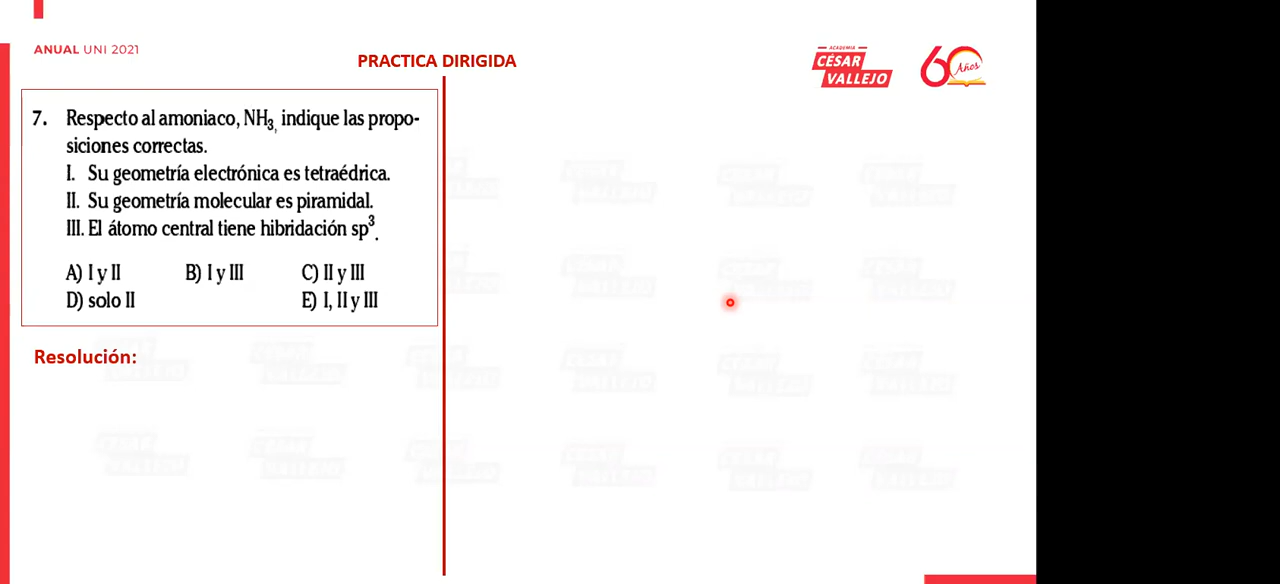 ANUAL UNI 2021
PRACTICA DIRIGIDA
ACADEMIA
CÉSAR
VALLEJO
60 Años
7. Respecto al amoniaco, NH₃, indique las propo-
siciones correctas.
I. Su geometría electrónica es tetraédrica.
II. Su geometría molecular es piramidal.
III. El átomo central tiene hibridación sp³.
A) I y II B) I y III C) II y III
D) solo II E) I, II y III
Resolución: